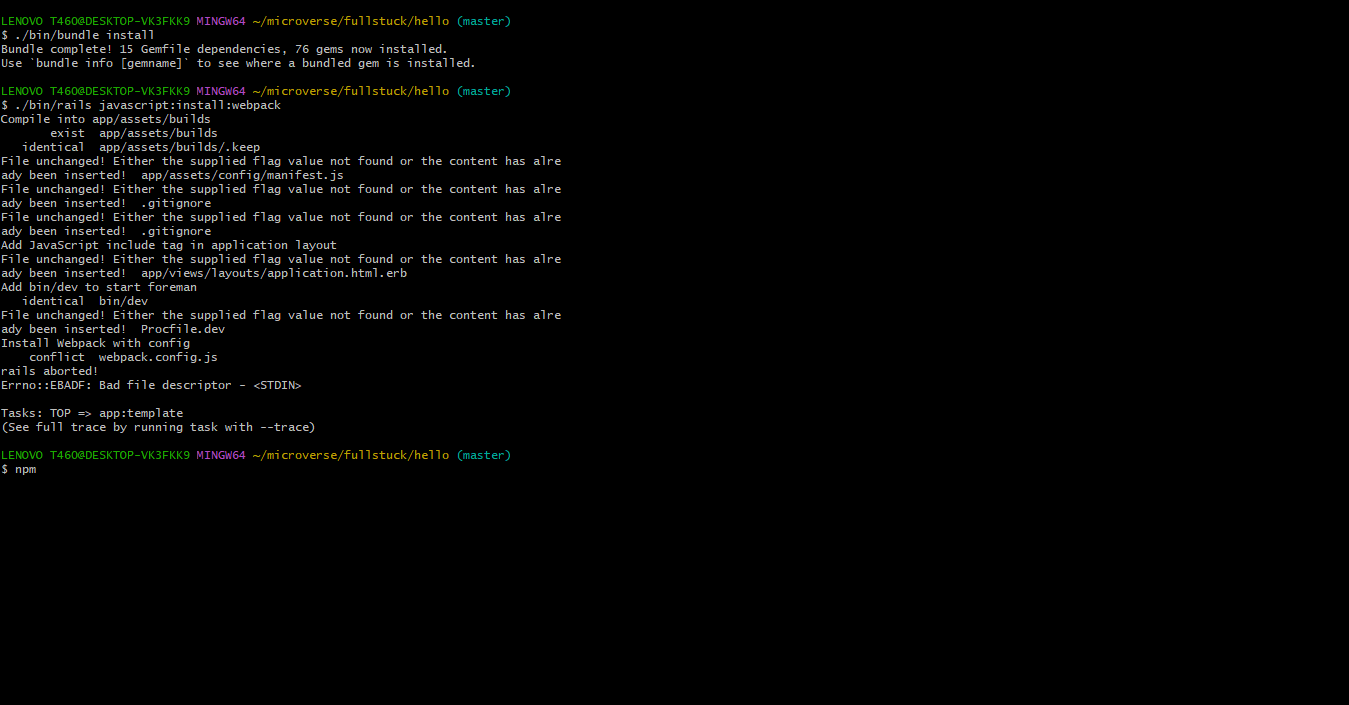 LENOVO T460@DESKTOP-VK3FKK9 MINGW64 ~/microverse/fullstuck/hello (master)
$ ./bin/bundle install
Bundle complete! 15 Gemfile dependencies, 76 gems now installed.
Use `bundle info [gemname]` to see where a bundled gem is installed.
LENOVO T460@DESKTOP-VK3FKK9 MINGW64 ~/microverse/fullstuck/hello (master)
$ ./bin/rails javascript:install:webpack
Compile into app/assets/builds
       exist  app/assets/builds
   identical  app/assets/builds/.keep
File unchanged! Either the supplied flag value not found or the content has alre
ady been inserted!  app/assets/config/manifest.js
File unchanged! Either the supplied flag value not found or the content has alre
ady been inserted!  .gitignore
File unchanged! Either the supplied flag value not found or the content has alre
ady been inserted!  .gitignore
Add JavaScript include tag in application layout
File unchanged! Either the supplied flag value not found or the content has alre
ady been inserted!  app/views/layouts/application.html.erb
Add bin/dev to start foreman
   identical  bin/dev
File unchanged! Either the supplied flag value not found or the content has alre
ady been inserted!  Procfile.dev
Install Webpack with config
    conflict  webpack.config.js
rails aborted!
Errno::EBADF: Bad file descriptor - <STDIN>
Tasks: TOP => app:template
(See full trace by running task with --trace)
LENOVO T460@DESKTOP-VK3FKK9 MINGW64 ~/microverse/fullstuck/hello (master)
$ npm